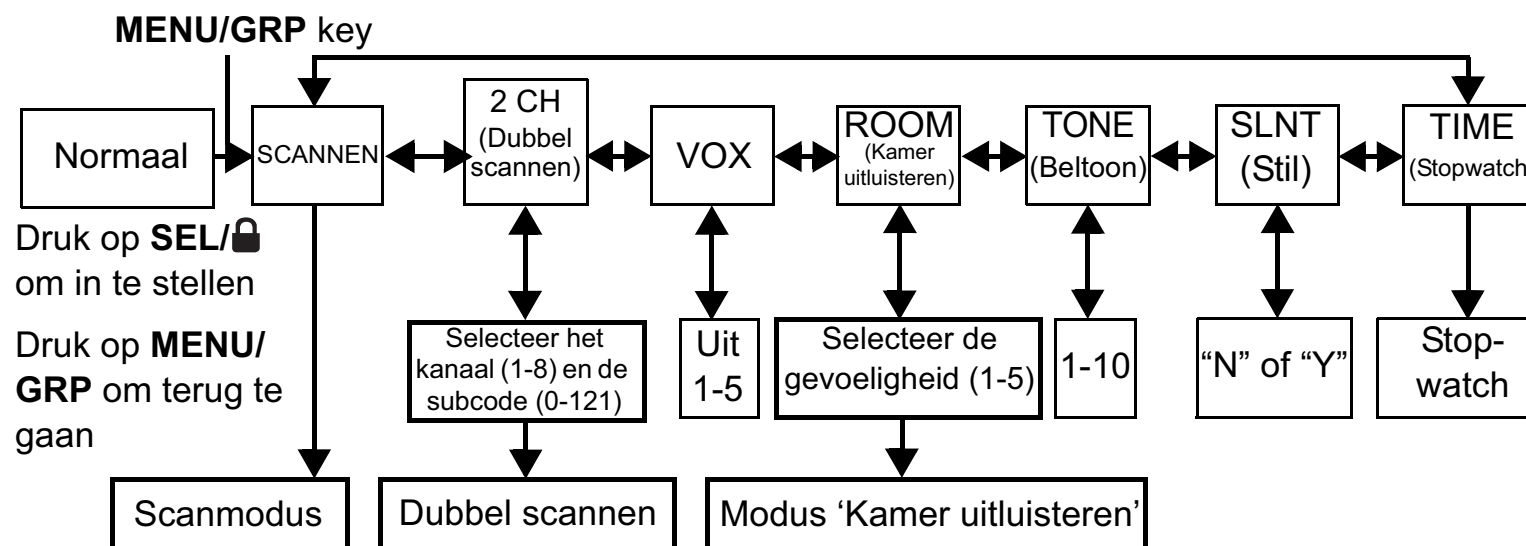 MENU/GRP key
Normaal
SCANNEN
2 CH
(Dubbel
scannen)
VOX
ROOM
(Kamer
uitluisteren)
TONE
(Beltoon)
SLNT
(Stil)
TIME
(Stopwatch
Druk op SEL/
om in te stellen
Druk op MENU/
GRP om terug te
gaan
Selecteer het
kanaal (1-8) en de
subcode (0-121)
Uit
1-5
Selecteer de
gevoeligheid (1-5)
1-10
“N” of “Y”
Stop-
watch
Scanmodus
Dubbel scannen
Modus ‘Kamer uitluisteren’